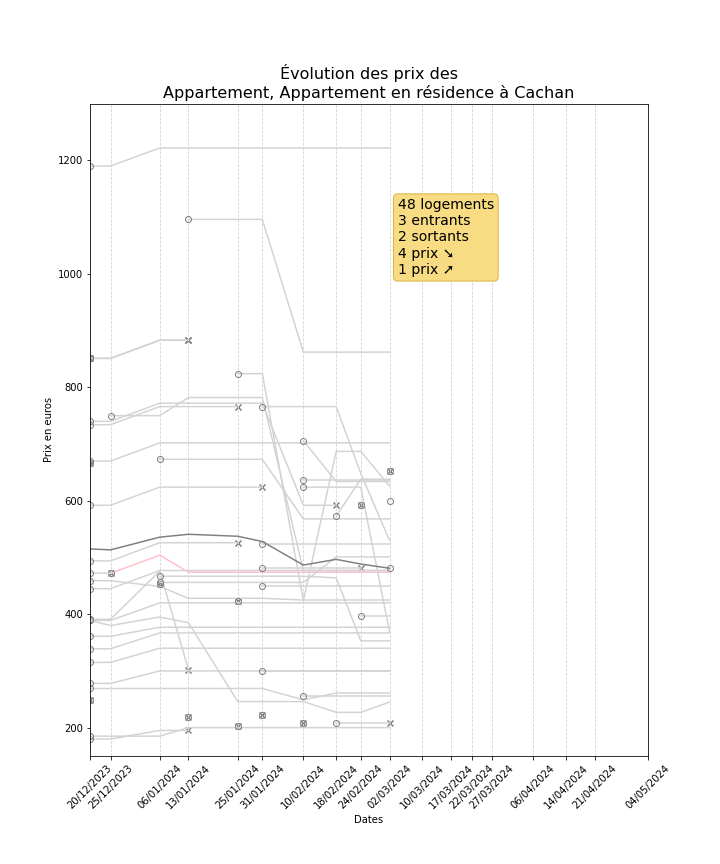 Évolution des prix des
Appartement, Appartement en résidence à Cachan
Prix en euros
1200
1000
800
600
400
200
48 logements
3 entrants
2 sortants
4 prix ➘
1 prix ➚
20/12/2023
25/12/2023
06/01/2024
13/01/2024
25/01/2024
31/01/2024
10/02/2024
18/02/2024
24/02/2024
02/03/2024
10/03/2024
17/03/2024
22/03/2024
27/03/2024
06/04/2024
14/04/2024
21/04/2024
04/05/2024
Dates